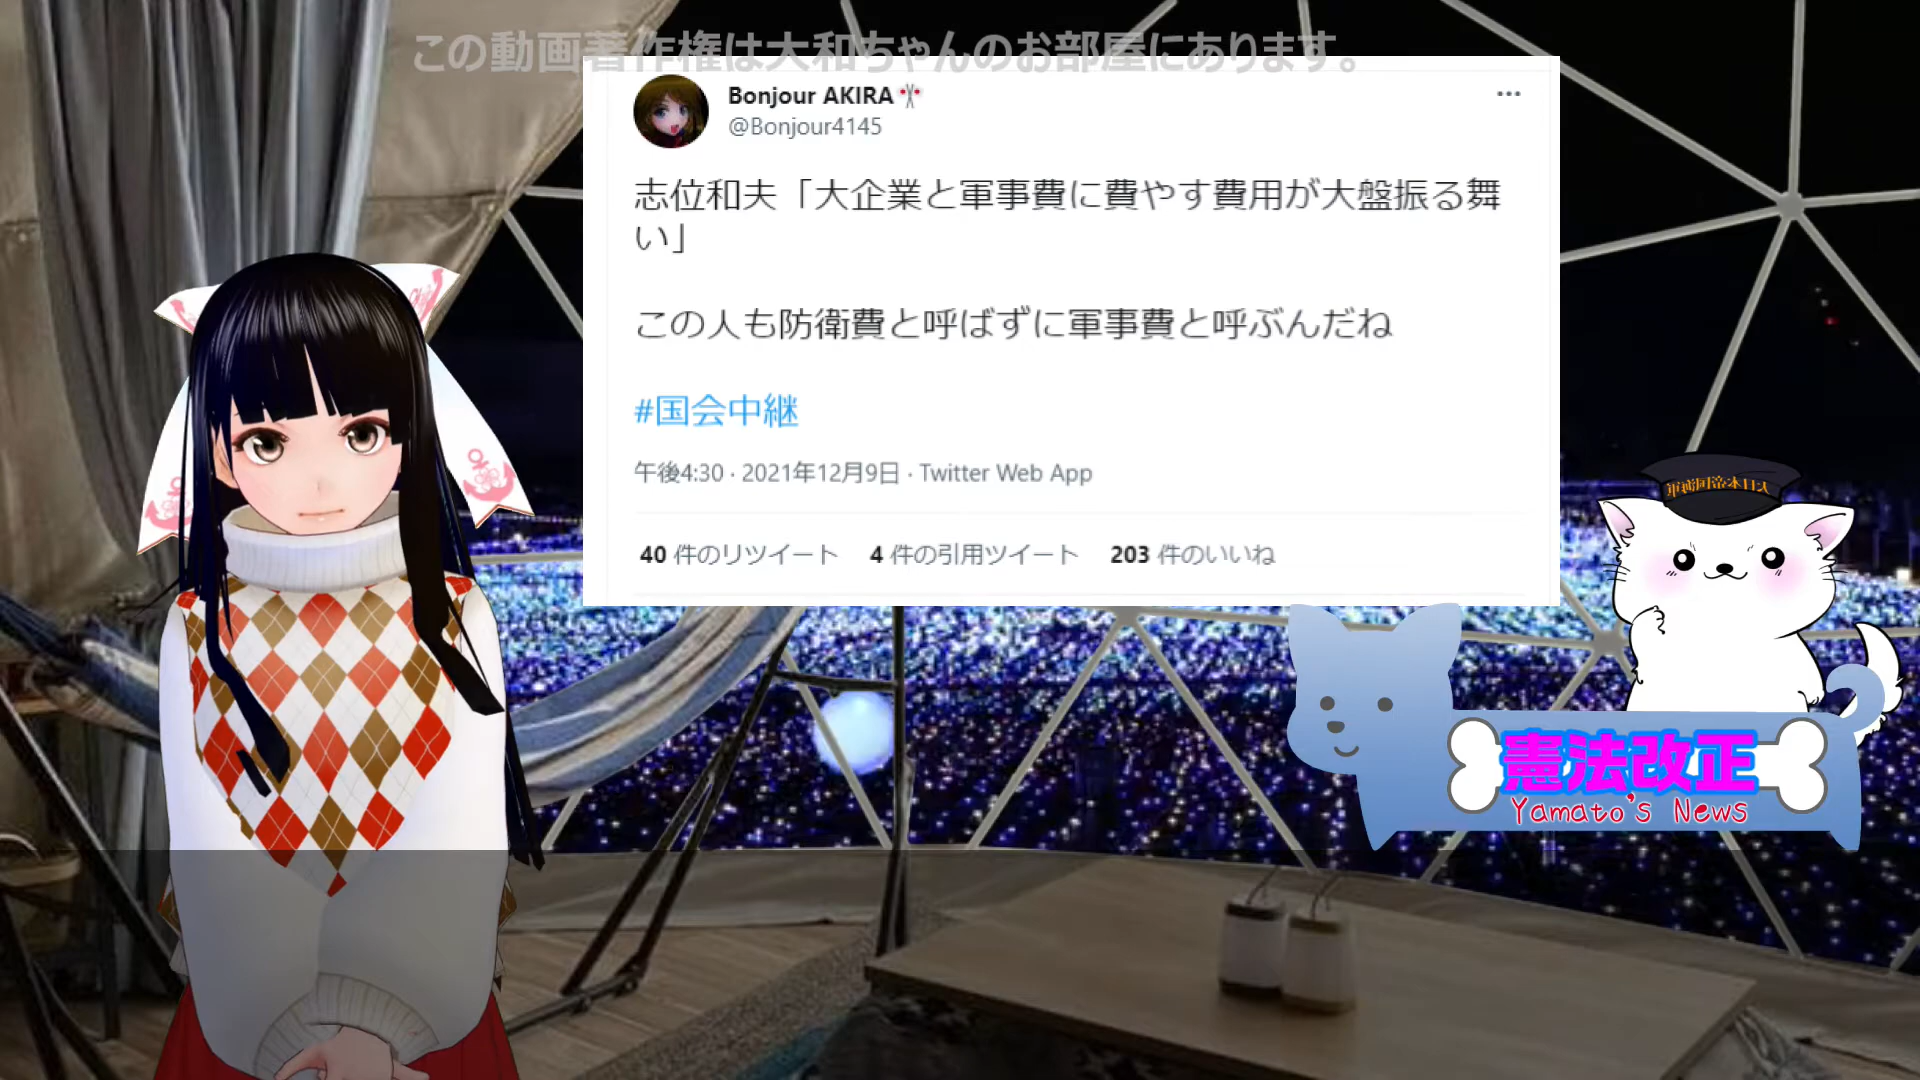 この動画著作権は大和ちゃんのお部屋にあります。
Bonjour AKIRA
@Bonjour4145
志位和夫「大企業と軍事費に費やす費用が大盤振る舞
い」
この人も防衛費と呼ばずに軍事費と呼ぶんだね
#国会中継
午後4:30 · 2021年12月9日 · Twitter Web App
40 件のリツイート 4 件の引用ツイート 203 件のいいね
憲法改正
Yamato's News